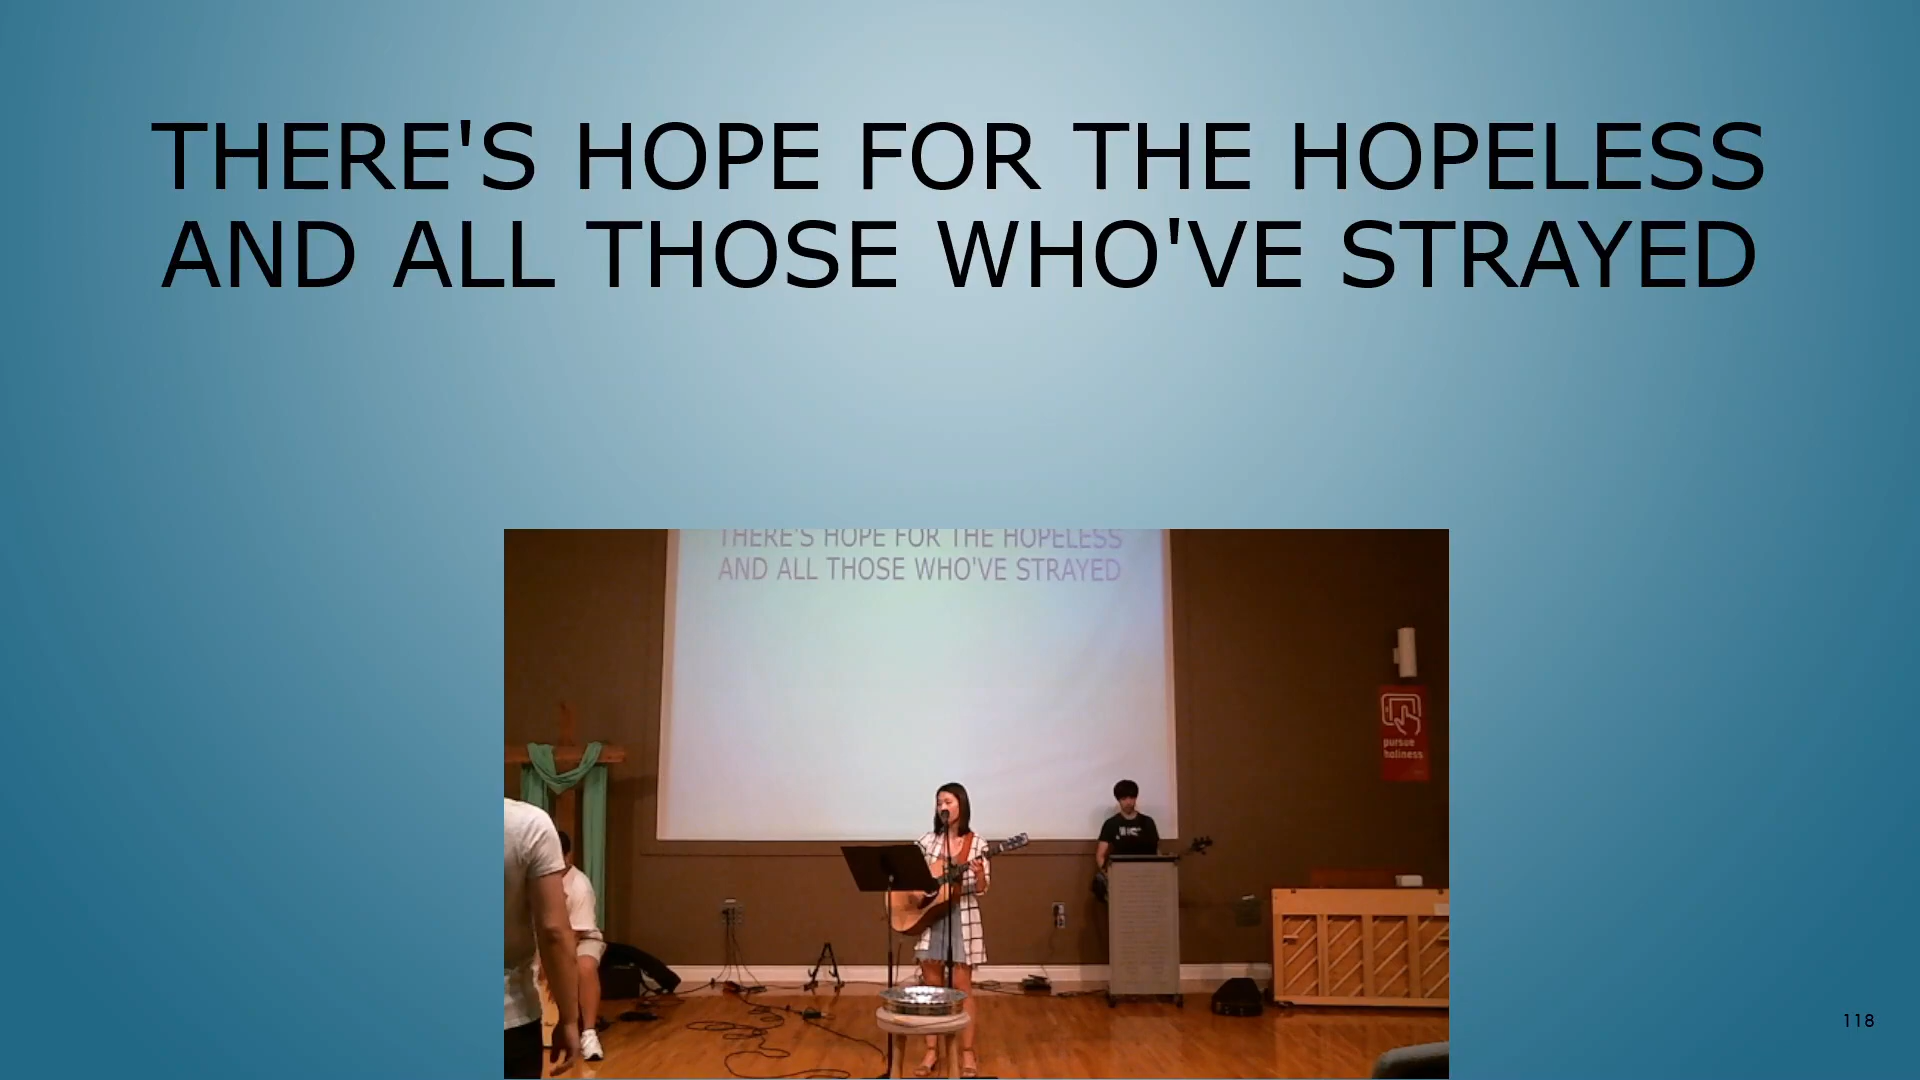 THERE'S HOPE FOR THE HOPELESS
AND ALL THOSE WHO'VE STRAYED
THERE'S HOPE FOR THE HOPELESS
AND ALL THOSE WHO'VE STRAYED
pursue
holiness
118